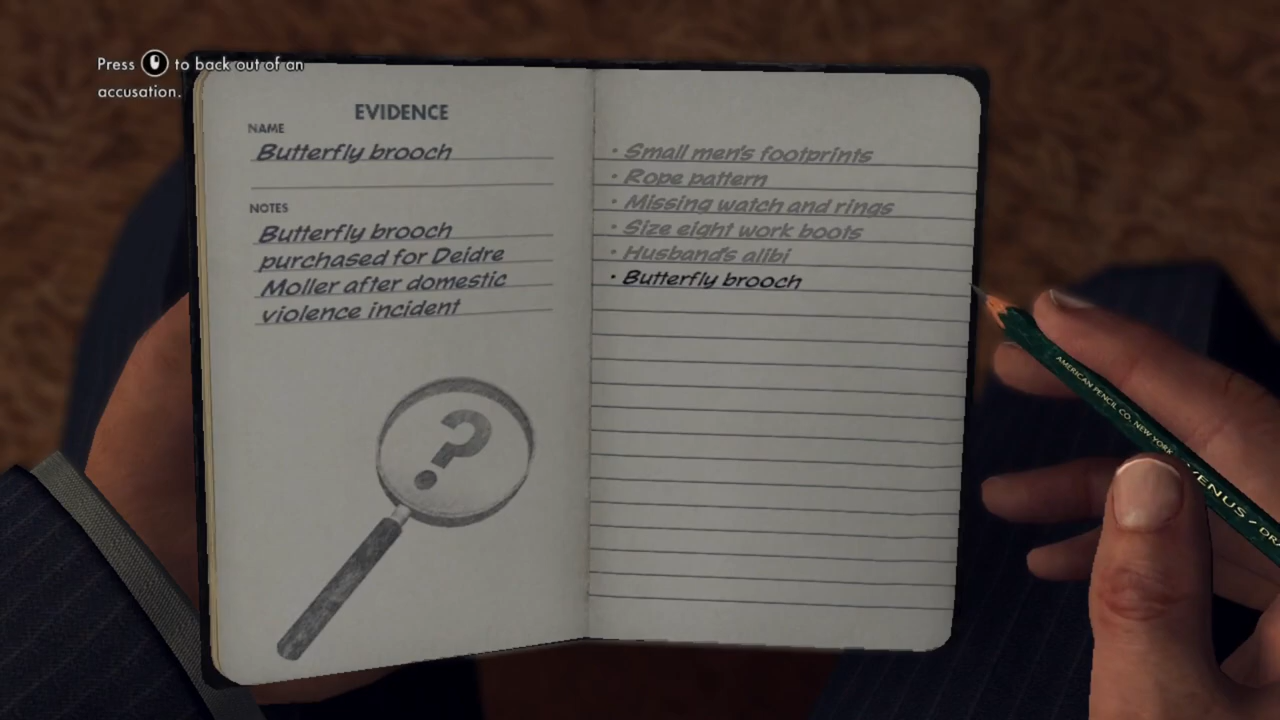 Press to back out of an
accusation.
EVIDENCE
NAME
Butterfly brooch
NOTES
Butterfly brooch
purchased for Deidre
Moller after domestic
violence incident
?
• Small men's footprints
• Rope pattern
• Missing watch and rings
• Size eight work boots
• Husband's alibi
• Butterfly brooch
AMERICAN PENCIL CO. NEW YORK
VENUS / DRA